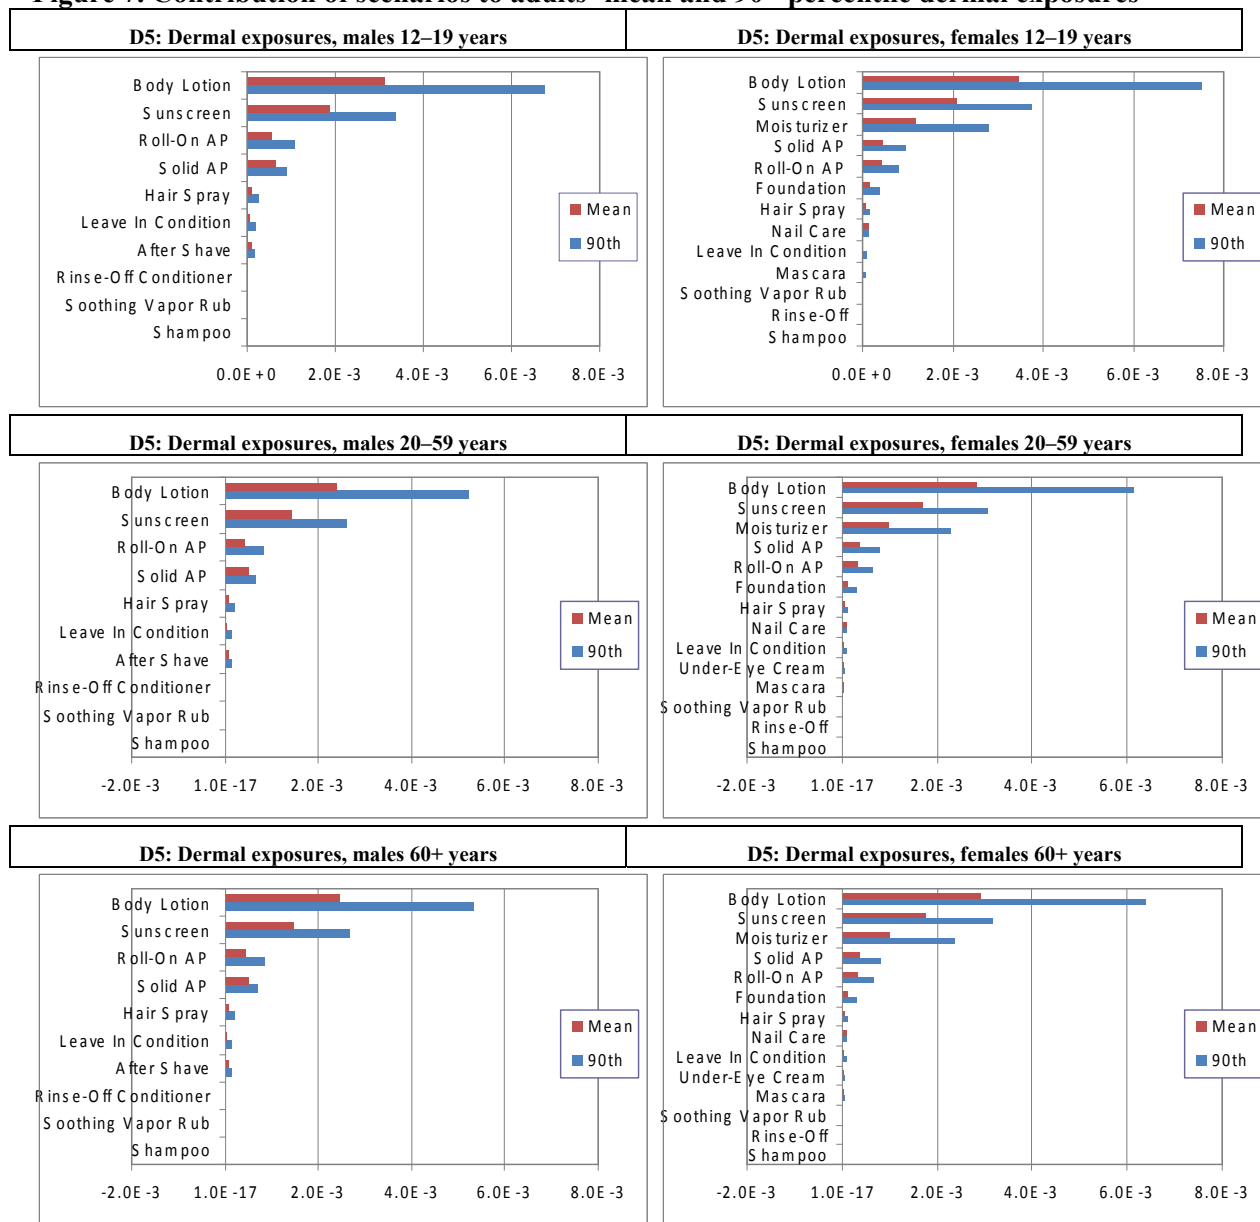 Figure 7. Contribution of scenarios to adults' mean and 90th percentile dermal exposures
D5: Dermal exposures, males 12–19 years
Body Lotion
Sunscreen
Roll-On AP
Solid AP
Hair Spray
Leave In Condition
After Shave
Rinse-Off Conditioner
Soothing Vapor Rub
Shampoo
Mean
90th
0.0E+0 2.0E-3 4.0E-3 6.0E-3 8.0E-3
D5: Dermal exposures, females 12–19 years
Body Lotion
Sunscreen
Moisturizer
Solid AP
Roll-On AP
Foundation
Hair Spray
Nail Care
Leave In Condition
Mascara
Soothing Vapor Rub
Rinse-Off
Shampoo
Mean
90th
0.0E+0 2.0E-3 4.0E-3 6.0E-3 8.0E-3
D5: Dermal exposures, males 20–59 years
Body Lotion
Sunscreen
Roll-On AP
Solid AP
Hair Spray
Leave In Condition
After Shave
Rinse-Off Conditioner
Soothing Vapor Rub
Shampoo
Mean
90th
-2.0E-3 1.0E-17 2.0E-3 4.0E-3 6.0E-3 8.0E-3
D5: Dermal exposures, females 20–59 years
Body Lotion
Sunscreen
Moisturizer
Solid AP
Roll-On AP
Foundation
Hair Spray
Nail Care
Leave In Condition
Under-Eye Cream
Mascara
Soothing Vapor Rub
Rinse-Off
Shampoo
Mean
90th
-2.0E-3 1.0E-17 2.0E-3 4.0E-3 6.0E-3 8.0E-3
D5: Dermal exposures, males 60+ years
Body Lotion
Sunscreen
Roll-On AP
Solid AP
Hair Spray
Leave In Condition
After Shave
Rinse-Off Conditioner
Soothing Vapor Rub
Shampoo
Mean
90th
-2.0E-3 1.0E-17 2.0E-3 4.0E-3 6.0E-3 8.0E-3
D5: Dermal exposures, females 60+ years
Body Lotion
Sunscreen
Moisturizer
Solid AP
Roll-On AP
Foundation
Hair Spray
Nail Care
Leave In Condition
Under-Eye Cream
Mascara
Soothing Vapor Rub
Rinse-Off
Shampoo
Mean
90th
-2.0E-3 1.0E-17 2.0E-3 4.0E-3 6.0E-3 8.0E-3